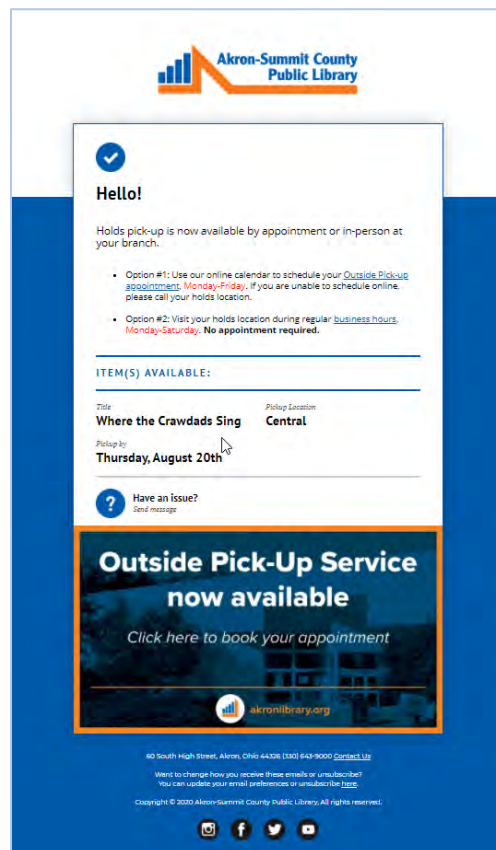 Akron-Summit County
Public Library
Hello!
Holds pick-up is now available by appointment or in-person at
your branch.
• Option #1: Use our online calendar to schedule your Outside Pick-up
appointment, Monday-Friday. If you are unable to schedule online,
please call your holds location.
• Option #2: Visit your holds location during regular business hours,
Monday-Saturday. No appointment required.
ITEM(S) AVAILABLE:
Title
Pickup Location
Where the Crawdads Sing
Central
Pickup by
Thursday, August 20th
? Have an issue?
Send message
Outside Pick-Up Service
now available
Click here to book your appointment
akronlibrary.org
60 South High Street, Akron, Ohio 44326 (330) 643-9000 Contact Us
Want to change how you receive these emails or unsubscribe?
You can update your email preferences or unsubscribe here.
Copyright © 2020 Akron-Summit County Public Library, All rights reserved.